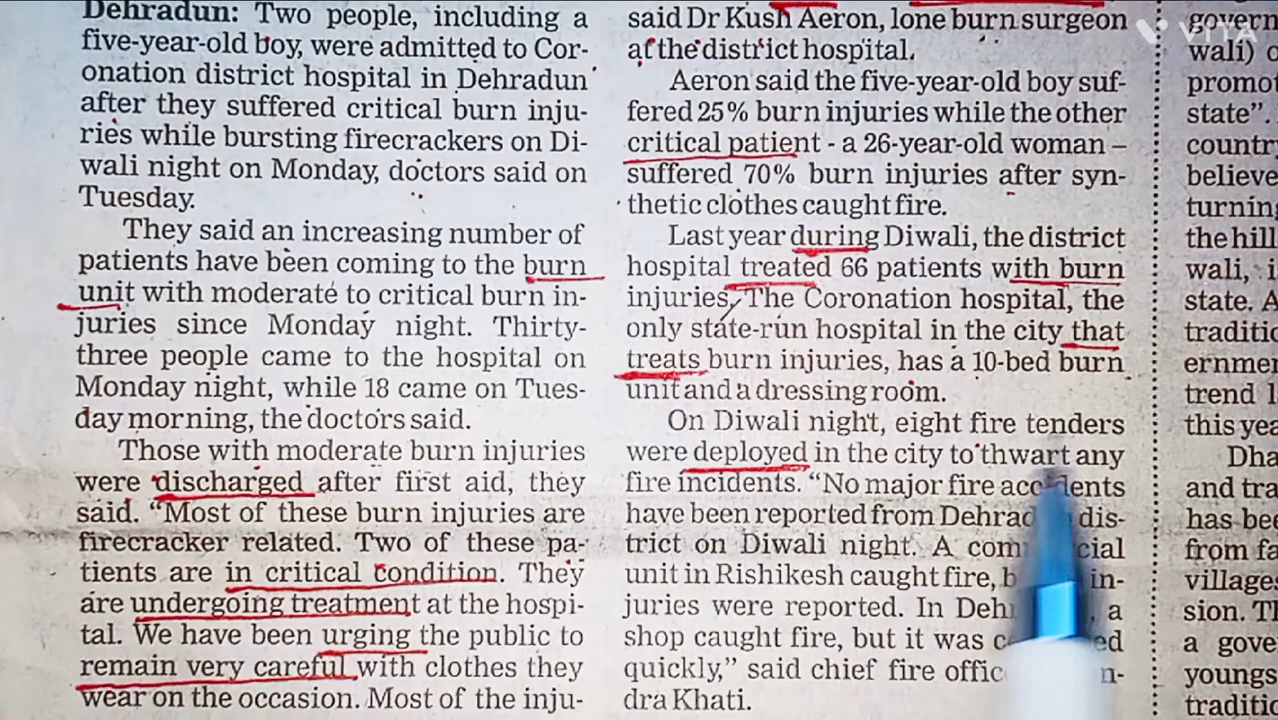 Dehradun: Two people, including a
five-year-old boy, were admitted to Cor-
onation district hospital in Dehradun
after they suffered critical burn inju-
ries while bursting firecrackers on Di-
wali night on Monday, doctors said on
Tuesday.
They said an increasing number of
patients have been coming to the burn
unit with moderate to critical burn in-
juries since Monday night. Thirty-
three people came to the hospital on
Monday night, while 18 came on Tues-
day morning, the doctors said.
Those with moderate burn injuries
were discharged after first aid, they
said. "Most of these burn injuries are
firecracker related. Two of these pa-
tients are in critical condition. They
are undergoing treatment at the hospi-
tal. We have been urging the public to
remain very careful with clothes they
wear on the occasion. Most of the inju-
said Dr Kush Aeron, lone burn surgeon
at the district hospital.
Aeron said the five-year-old boy suf-
fered 25% burn injuries while the other
critical patient - a 26-year-old woman –
suffered 70% burn injuries after syn-
thetic clothes caught fire.
Last year during Diwali, the district
hospital treated 66 patients with burn
injuries. The Coronation hospital, the
only state-run hospital in the city that
treats burn injuries, has a 10-bed burn
unit and a dressing room.
On Diwali night, eight fire tenders
were deployed in the city to thwart any
fire incidents. "No major fire accidents
have been reported from Dehrad dis-
trict on Diwali night. A com cial
unit in Rishikesh caught fire, b in-
juries were reported. In Deh , a
shop caught fire, but it was c ed
quickly," said chief fire offic n-
dra Khati.
govern
wali) o
promot
state".
country
believe
turning
the hill
wali, i
state. A
traditio
ernmen
trend l
this yea
Dha
and tra
has bee
from fa
villages
sion. Th
a gove
youngs
traditio
VITA